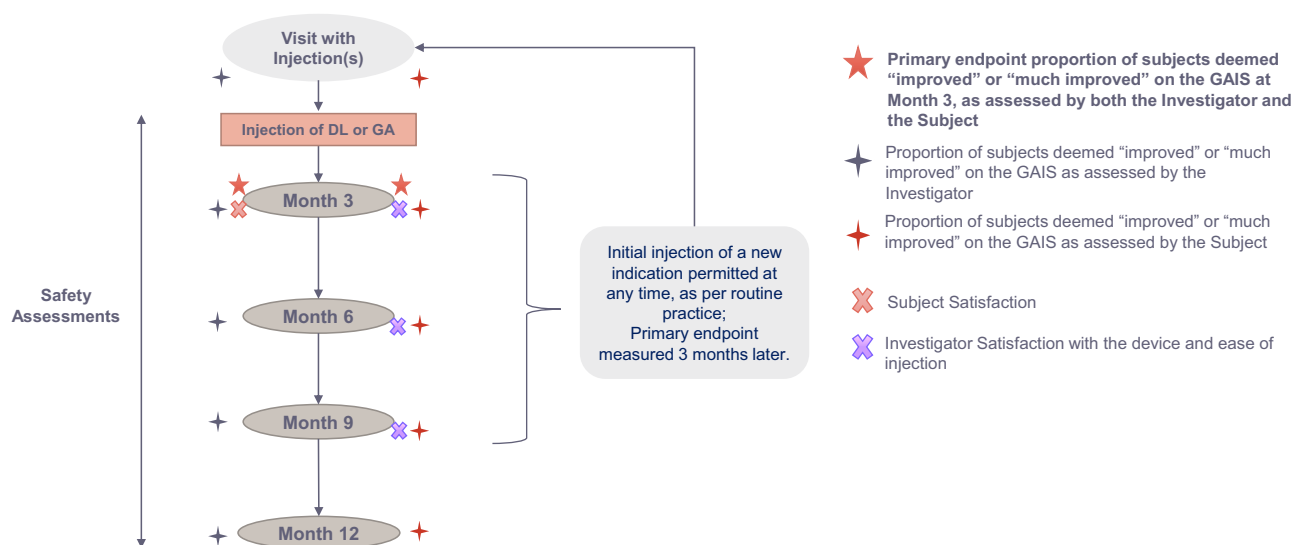 Visit with
Injection(s)
Injection of DL or GA
Month 3
Month 6
Month 9
Month 12
Safety
Assessments
Initial injection of a new
indication permitted at
any time, as per routine
practice;
Primary endpoint
measured 3 months later.
Primary endpoint proportion of subjects deemed
“improved” or “much improved” on the GAIS at
Month 3, as assessed by both the Investigator and
the Subject
Proportion of subjects deemed “improved” or “much
improved” on the GAIS as assessed by the
Investigator
Proportion of subjects deemed “improved” or “much
improved” on the GAIS as assessed by the Subject
Subject Satisfaction
Investigator Satisfaction with the device and ease of
injection